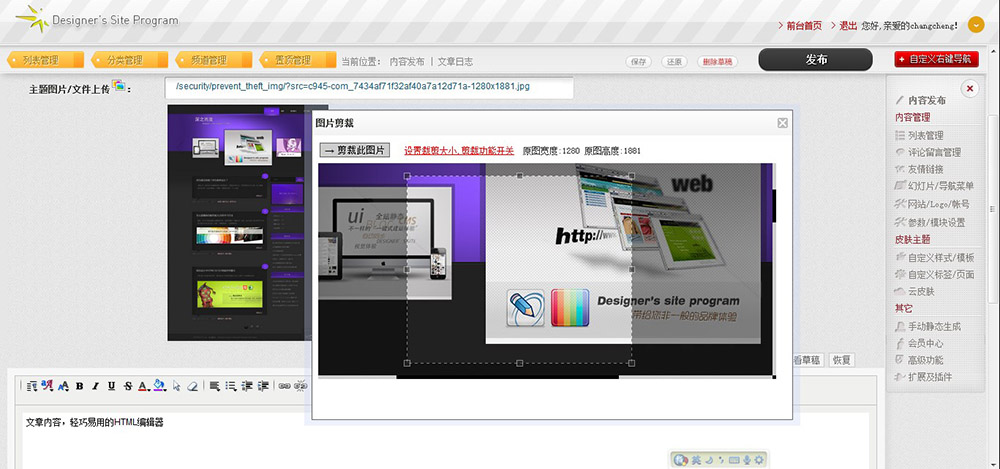 Designer's Site Program
前台首页 退出 您好,亲爱的changcheng!
列表管理 分类管理 频道管理 置顶管理 当前位置: 内容发布 | 文章日志 保存 还原 删除草稿 发布 + 自定义右键导航
主题图片/文件上传:
/security/prevent_theft_img/?src=c945-com_7434af71f32af40a7a12d71a-1280x1881.jpg
图片剪裁
→ 剪裁此图片 设置裁剪大小,剪裁功能开关 原图宽度:1280 原图高度:1881
ui 全站静态
CMS
web
http://www
Designer's site program
带给您非一般的品牌体验
内容发布
内容管理
列表管理
评论留言管理
友情链接
幻灯片/导航菜单
网站/Logo/帐号
参数/模块设置
皮肤主题
自定义样式/模板
自定义标签/页面
云皮肤
其它
手动静态生成
会员中心
高级功能
扩展及插件
看草稿 恢复
B I U S A
文章内容，轻巧易用的HTML编辑器
英